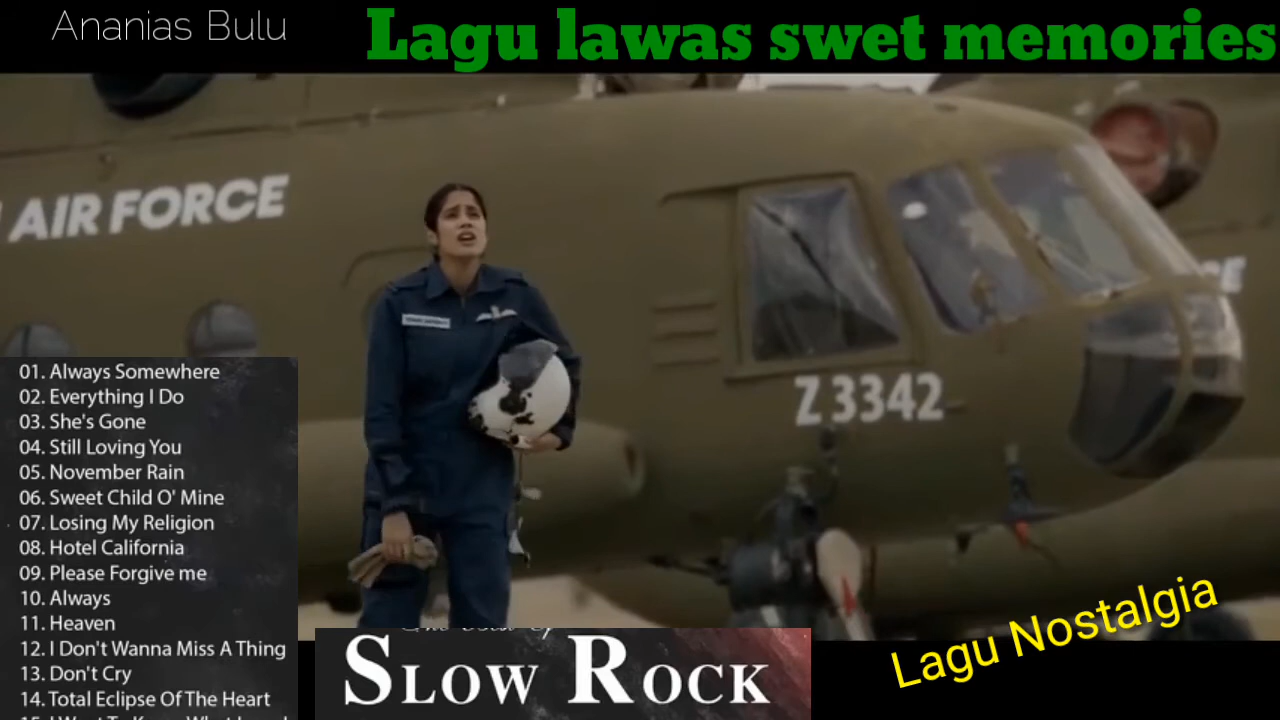 Ananias Bulu
Lagu lawas swet memories
AIR FORCE
Z 3342
01. Always Somewhere
02. Everything I Do
03. She's Gone
04. Still Loving You
05. November Rain
06. Sweet Child O' Mine
07. Losing My Religion
08. Hotel California
09. Please Forgive me
10. Always
11. Heaven
12. I Don't Wanna Miss A Thing
13. Don't Cry
14. Total Eclipse Of The Heart
SLOW ROCK
Lagu Nostalgia